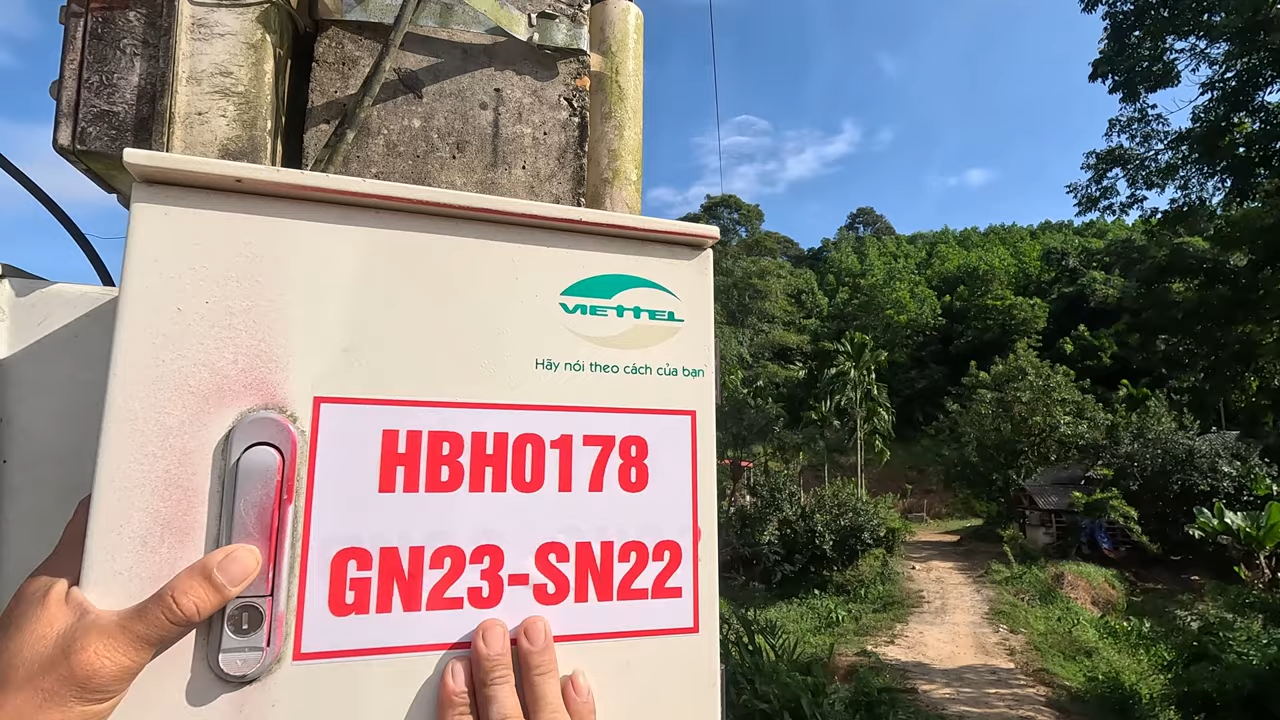 VIETTEL
Hãy nói theo cách của bạn
HBH0178
GN23-SN22